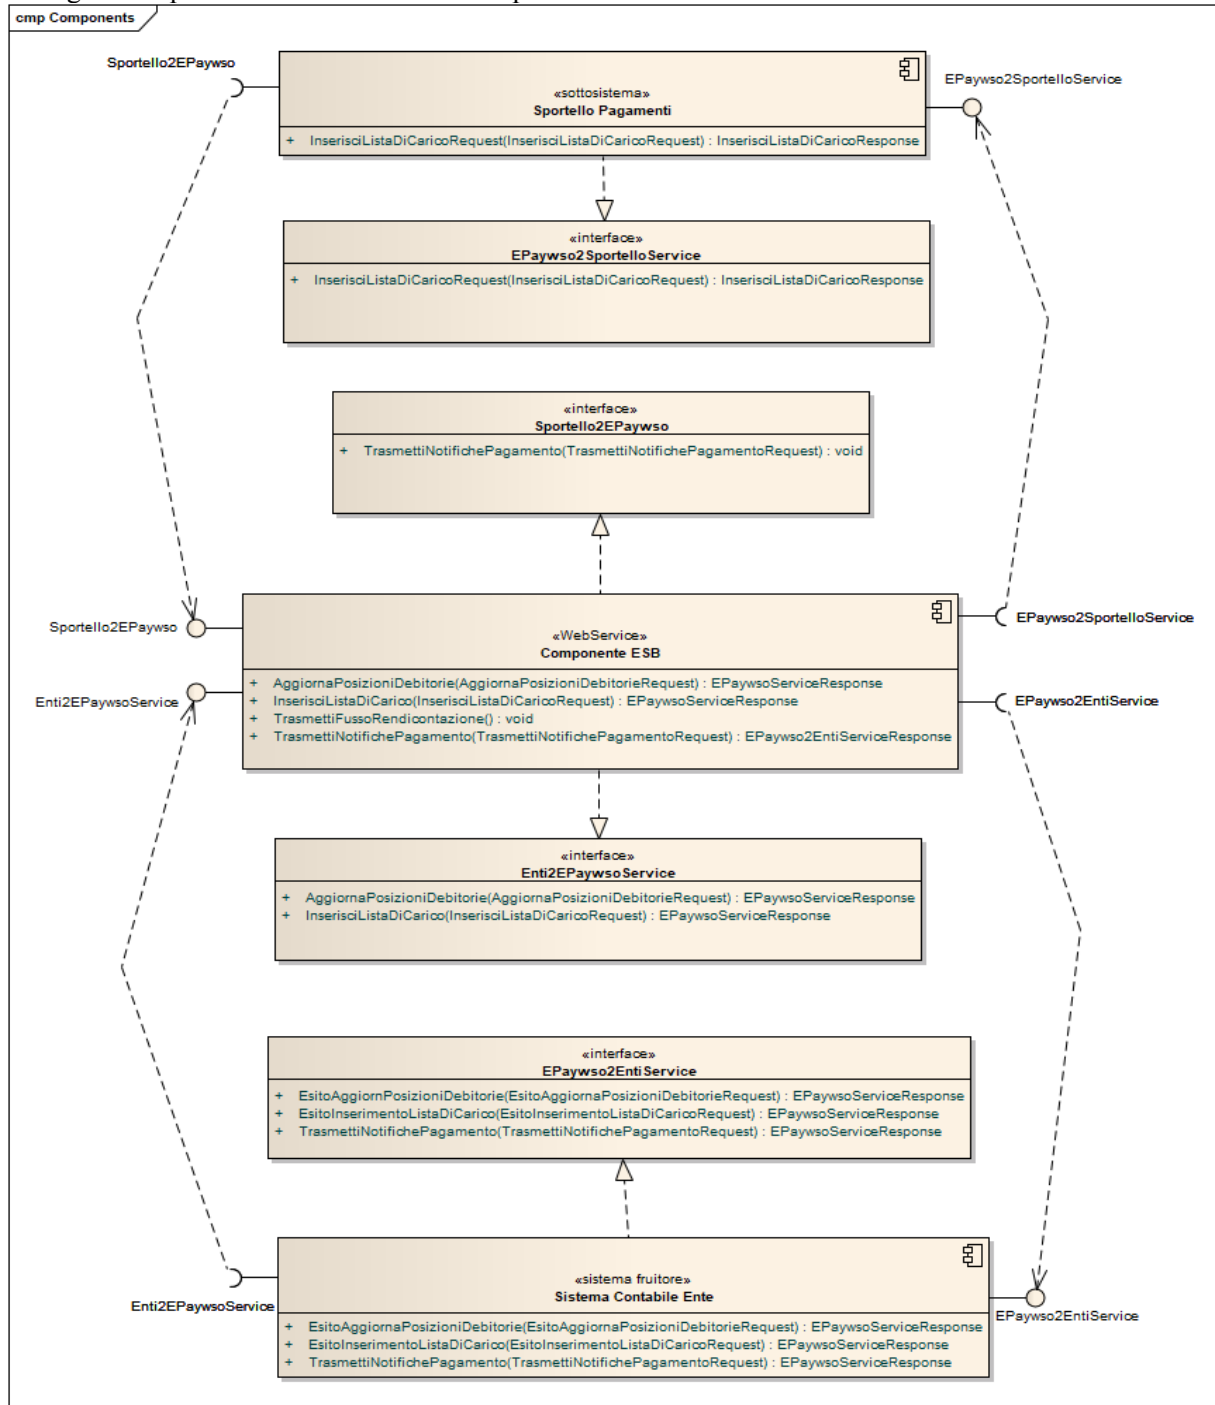 cmp Components
Sportello2EPaywso
EPaywso2SportelloService
«sottosistema»
Sportello Pagamenti
+ InserisciListaDiCaricoRequest(InserisciListaDiCaricoRequest) : InserisciListaDiCaricoResponse
«interface»
EPaywso2SportelloService
+ InserisciListaDiCaricoRequest(InserisciListaDiCaricoRequest) : InserisciListaDiCaricoResponse
«interface»
Sportello2EPaywso
+ TrasmettiNotifichePagamento(TrasmettiNotifichePagamentoRequest) : void
Sportello2EPaywso
EPaywso2SportelloService
«WebService»
Componente ESB
Enti2EPaywsoService
EPaywso2EntiService
+ AggiornaPosizioniDebitorie(AggiornaPosizioniDebitorieRequest) : EPaywsoServiceResponse
+ InserisciListaDiCarico(InserisciListaDiCaricoRequest) : EPaywsoServiceResponse
+ TrasmettiFussoRendicontazione() : void
+ TrasmettiNotifichePagamento(TrasmettiNotifichePagamentoRequest) : EPaywso2EntiServiceResponse
«interface»
Enti2EPaywsoService
+ AggiornaPosizioniDebitorie(AggiornaPosizioniDebitorieRequest) : EPaywsoServiceResponse
+ InserisciListaDiCarico(InserisciListaDiCaricoRequest) : EPaywsoServiceResponse
«interface»
EPaywso2EntiService
+ EsitoAggiornPosizioniDebitorie(EsitoAggiornaPosizioniDebitorieRequest) : EPaywsoServiceResponse
+ EsitoInserimentoListaDiCarico(EsitoInserimentoListaDiCaricoRequest) : EPaywsoServiceResponse
+ TrasmettiNotifichePagamento(TrasmettiNotifichePagamentoRequest) : EPaywsoServiceResponse
«sistema fruitore»
Sistema Contabile Ente
Enti2EPaywsoService
EPaywso2EntiService
+ EsitoAggiornaPosizioniDebitorie(EsitoAggiornaPosizioniDebitorieRequest) : EPaywsoServiceResponse
+ EsitoInserimentoListaDiCarico(EsitoInserimentoListaDiCaricoRequest) : EPaywsoServiceResponse
+ TrasmettiNotifichePagamento(TrasmettiNotifichePagamentoRequest) : EPaywsoServiceResponse